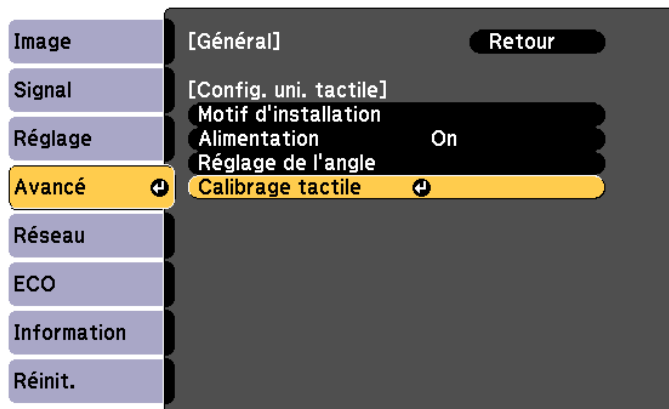 Image
Signal
Réglage
Avancé
Réseau
ECO
Information
Réinit.
[Général] Retour
[Config. uni. tactile]
Motif d'installation
Alimentation On
Réglage de l'angle
Calibrage tactile